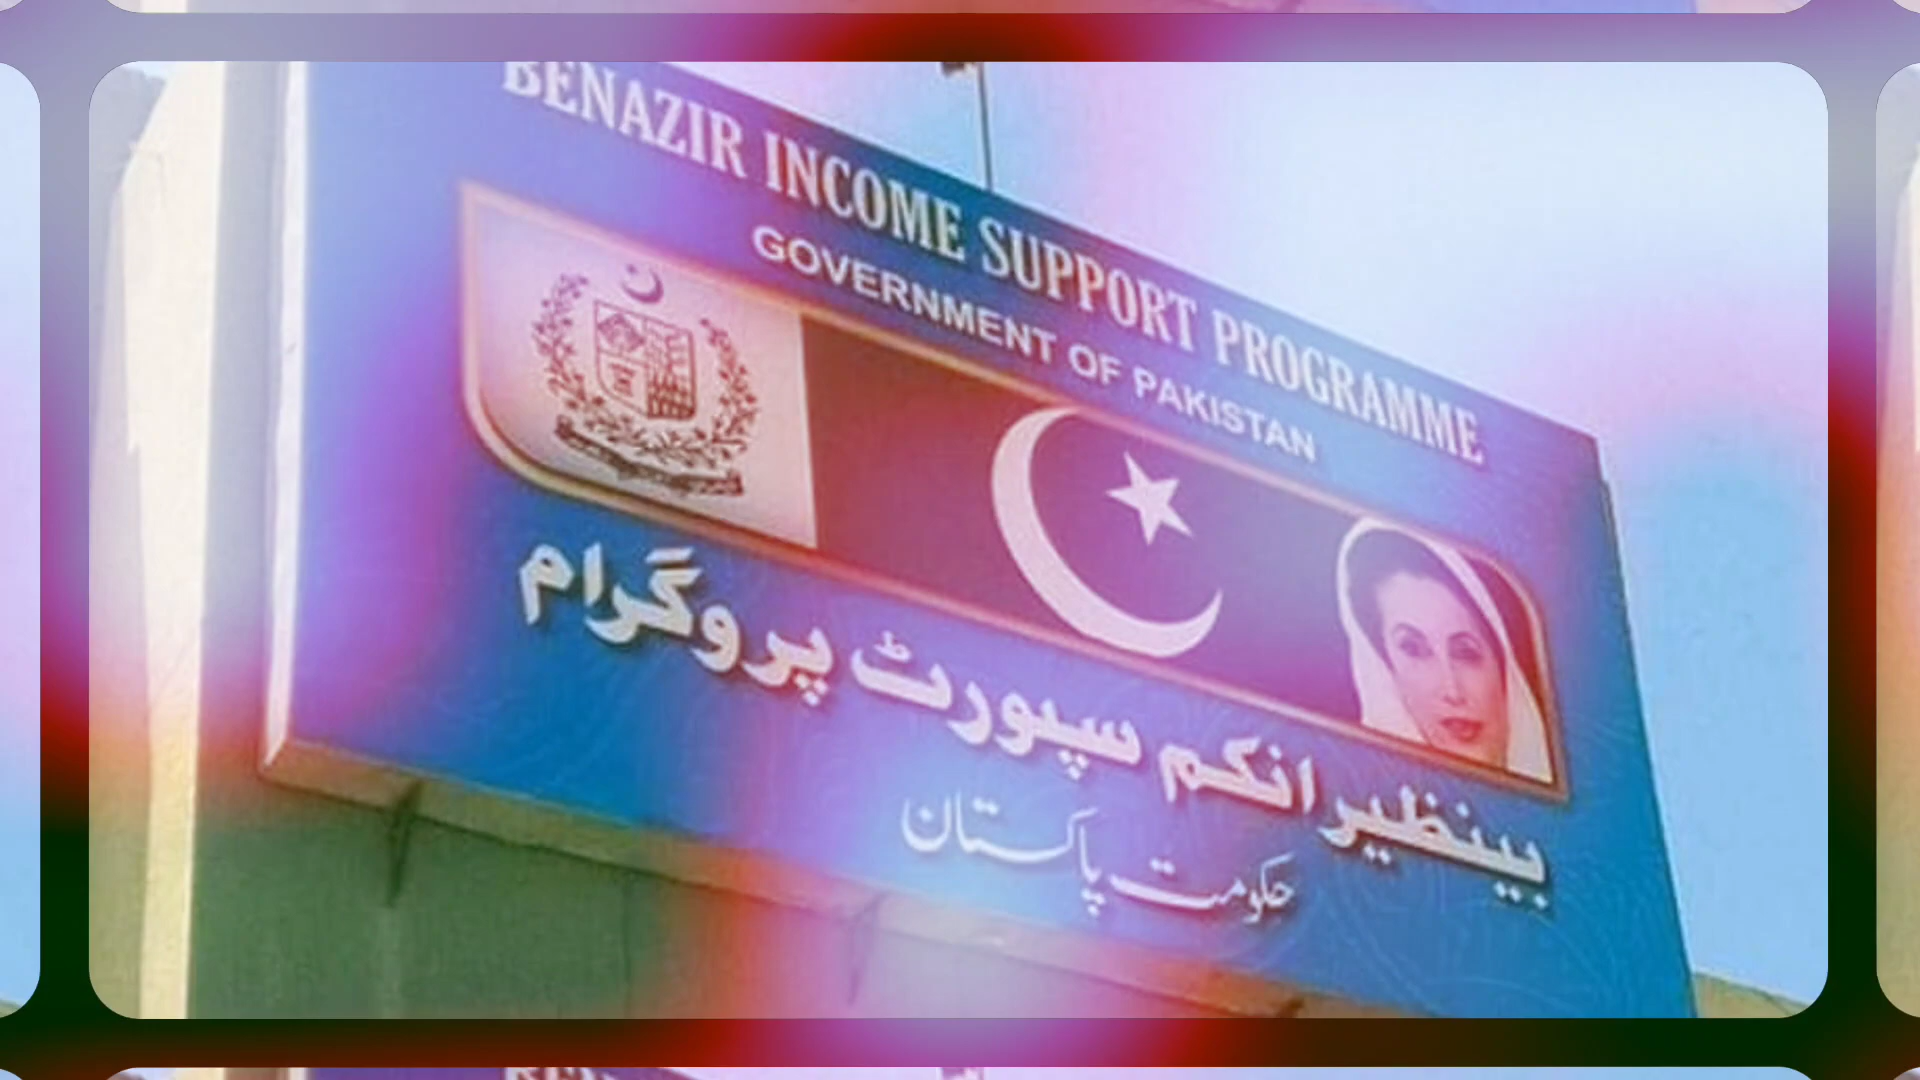 BENAZIR INCOME SUPPORT PROGRAMME
GOVERNMENT OF PAKISTAN
بینظیر انکم سپورٹ پروگرام
حکومت پاکستان